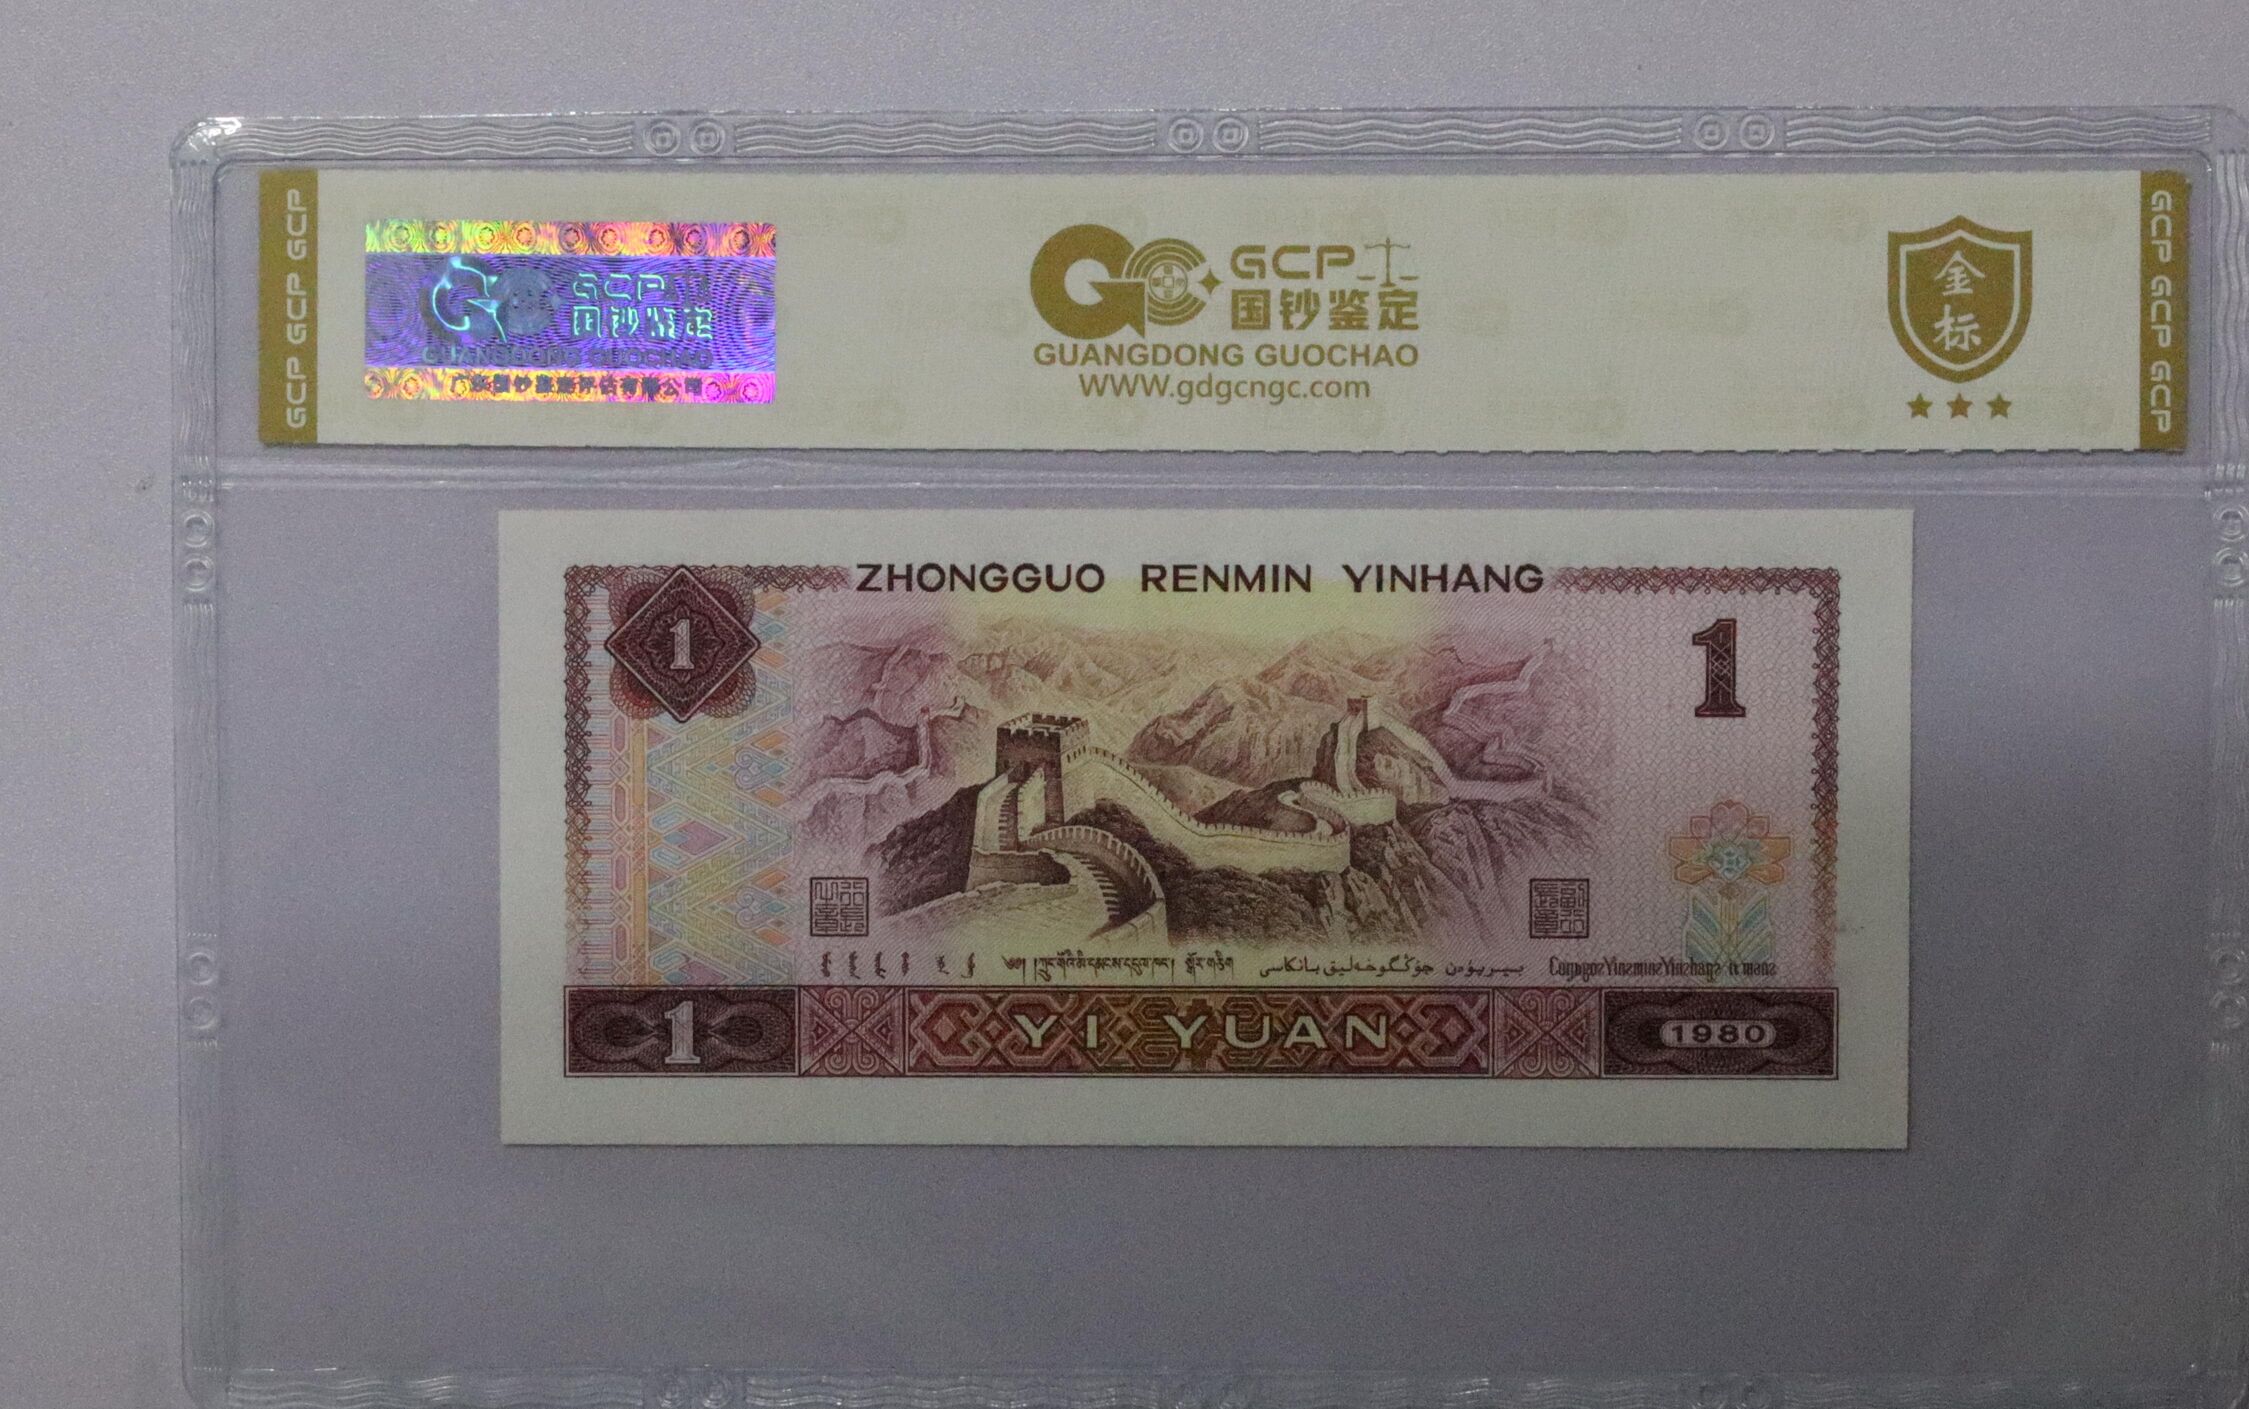 GCP GCP GCP
GCP
国钞鉴定
GUANGDONG GUOCHAO
广东国钞鉴定评估有限公司
GCP
国钞鉴定
GUANGDONG GUOCHAO
WWW.gdgcngc.com
金标
GCP GCP GCP
ZHONGGUO RENMIN YINHANG
1
1
1
YI YUAN
1980